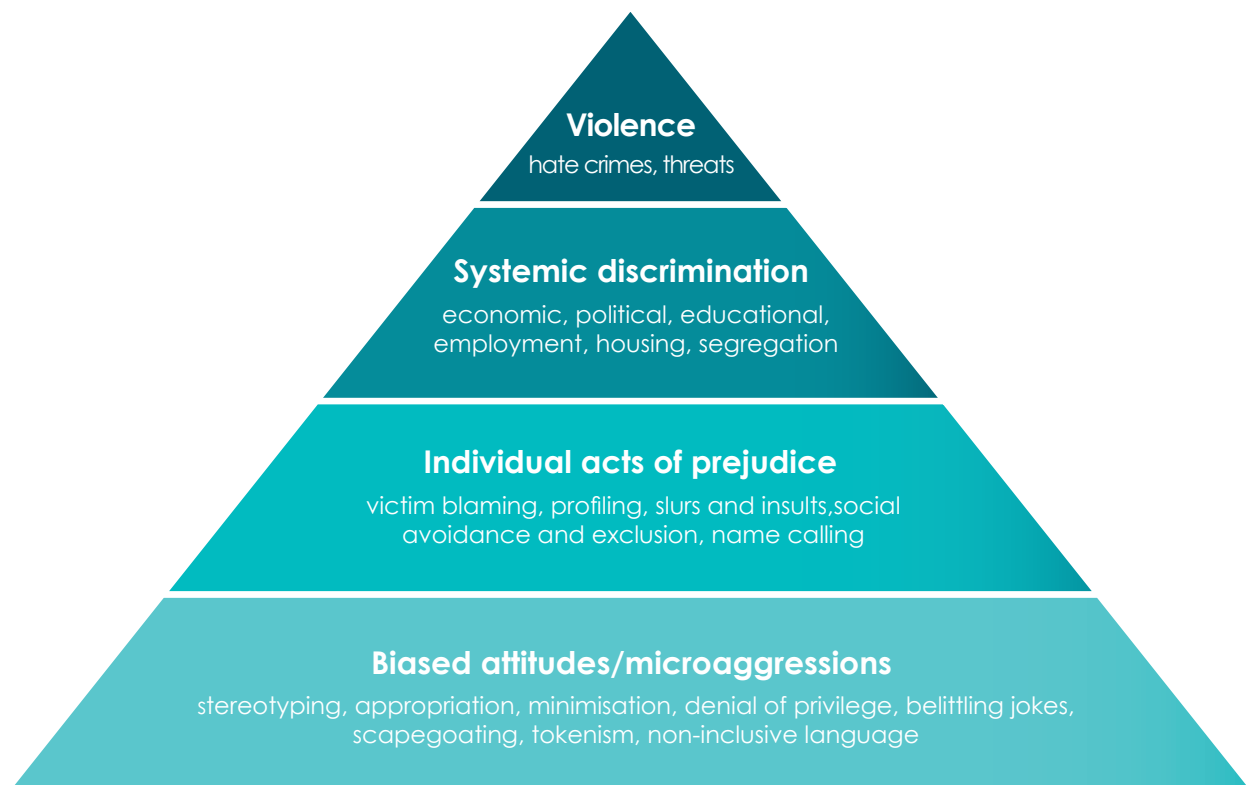 Violence
hate crimes, threats
Systemic discrimination
economic, political, educational,
employment, housing, segregation
Individual acts of prejudice
victim blaming, profiling, slurs and insults,social
avoidance and exclusion, name calling
Biased attitudes/microaggressions
stereotyping, appropriation, minimisation, denial of privilege, belittling jokes,
scapegoating, tokenism, non-inclusive language